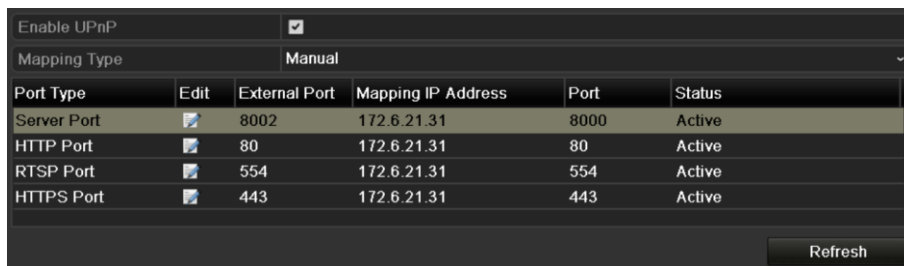 Enable UPnP
Mapping Type Manual
Port Type Edit External Port Mapping IP Address Port Status
Server Port 8002 172.6.21.31 8000 Active
HTTP Port 80 172.6.21.31 80 Active
RTSP Port 554 172.6.21.31 554 Active
HTTPS Port 443 172.6.21.31 443 Active
Refresh